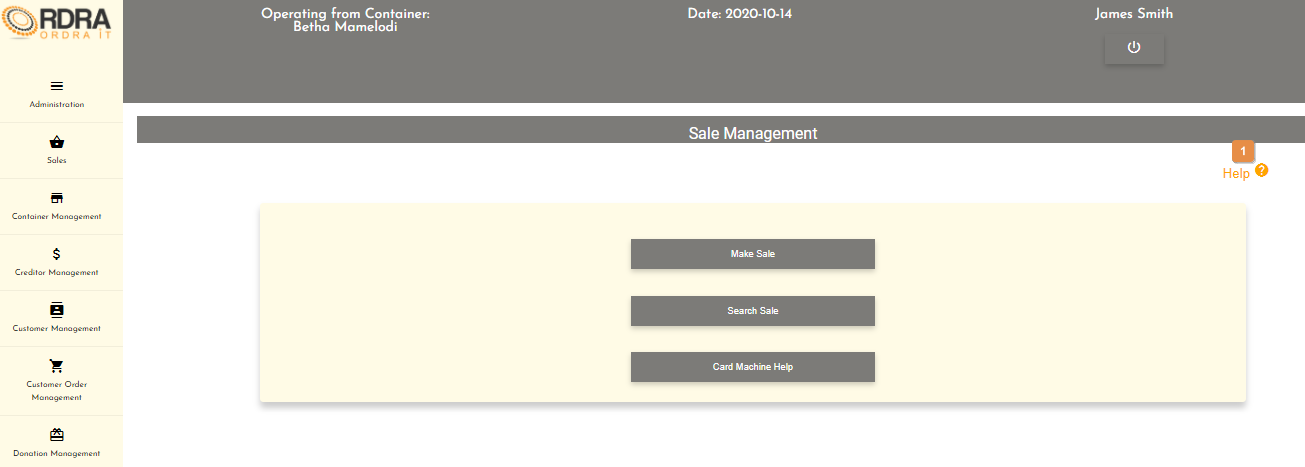 RDRA
ORDRA IT
Operating from Container:
Betha Mamelodi
Date: 2020-10-14
James Smith
Administration
Sales
Container Management
Creditor Management
Customer Management
Customer Order
Management
Donation Management
Sale Management
1
Help ?
Make Sale
Search Sale
Card Machine Help